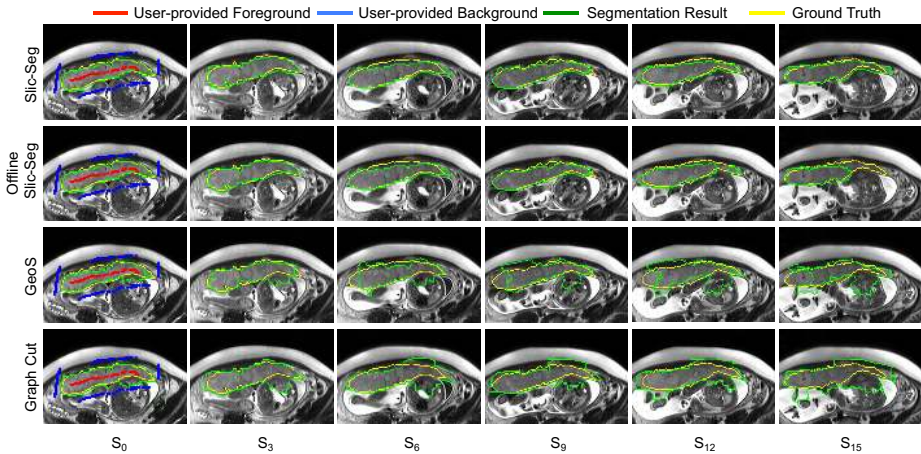 User-provided Foreground User-provided Background Segmentation Result Ground Truth
Slic-Seg
Offline
Slic-Seg
GeoS
Graph Cut
S0 S3 S6 S9 S12 S15